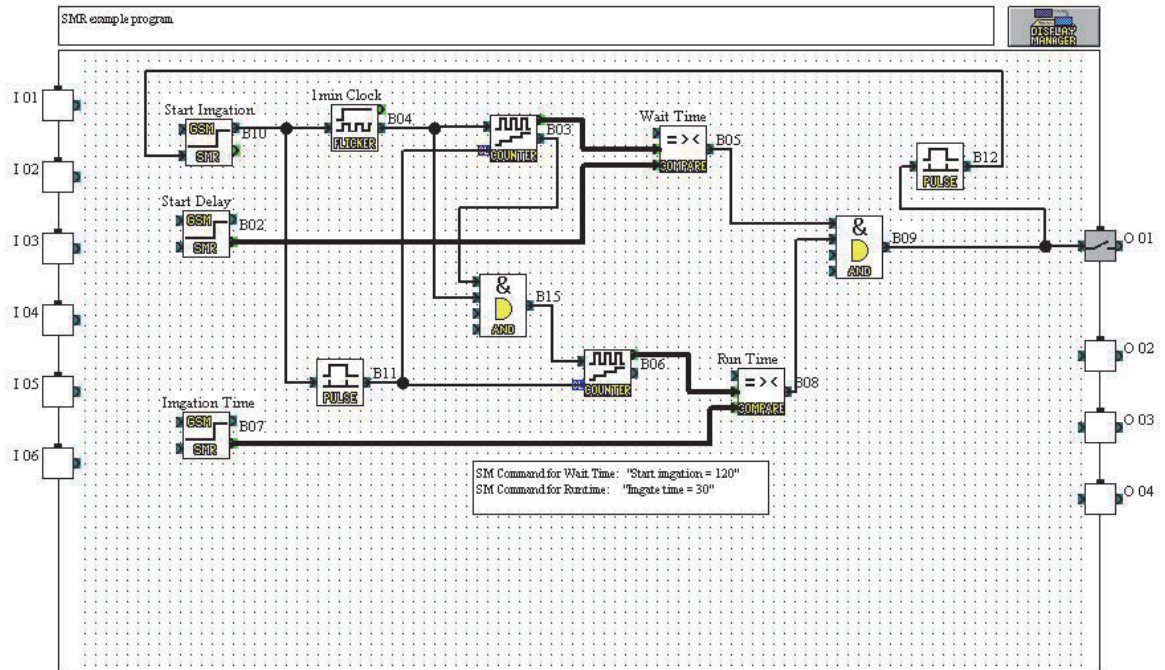 SMR example program
DISPLAY
MANAGER
I 01
I 02
I 03
I 04
I 05
I 06
Start Imgation
GSM
SMR
B10
1min Clock
FLICKER
B04
COUNTER
B03
CL
Wait Time
= > <
COMPARE
B05
PULSE
B12
Start Delay
GSM
SMR
B02
&
AND
B09
O 01
&
AND
B15
O 02
PULSE
B11
COUNTER
B06
CL
Run Time
= > <
COMPARE
B08
Imgation Time
GSM
SMR
B07
O 03
O 04
SM Command for Wait Time: "Start imgation = 120"
SM Command for Runtime: "Imgate time = 30"